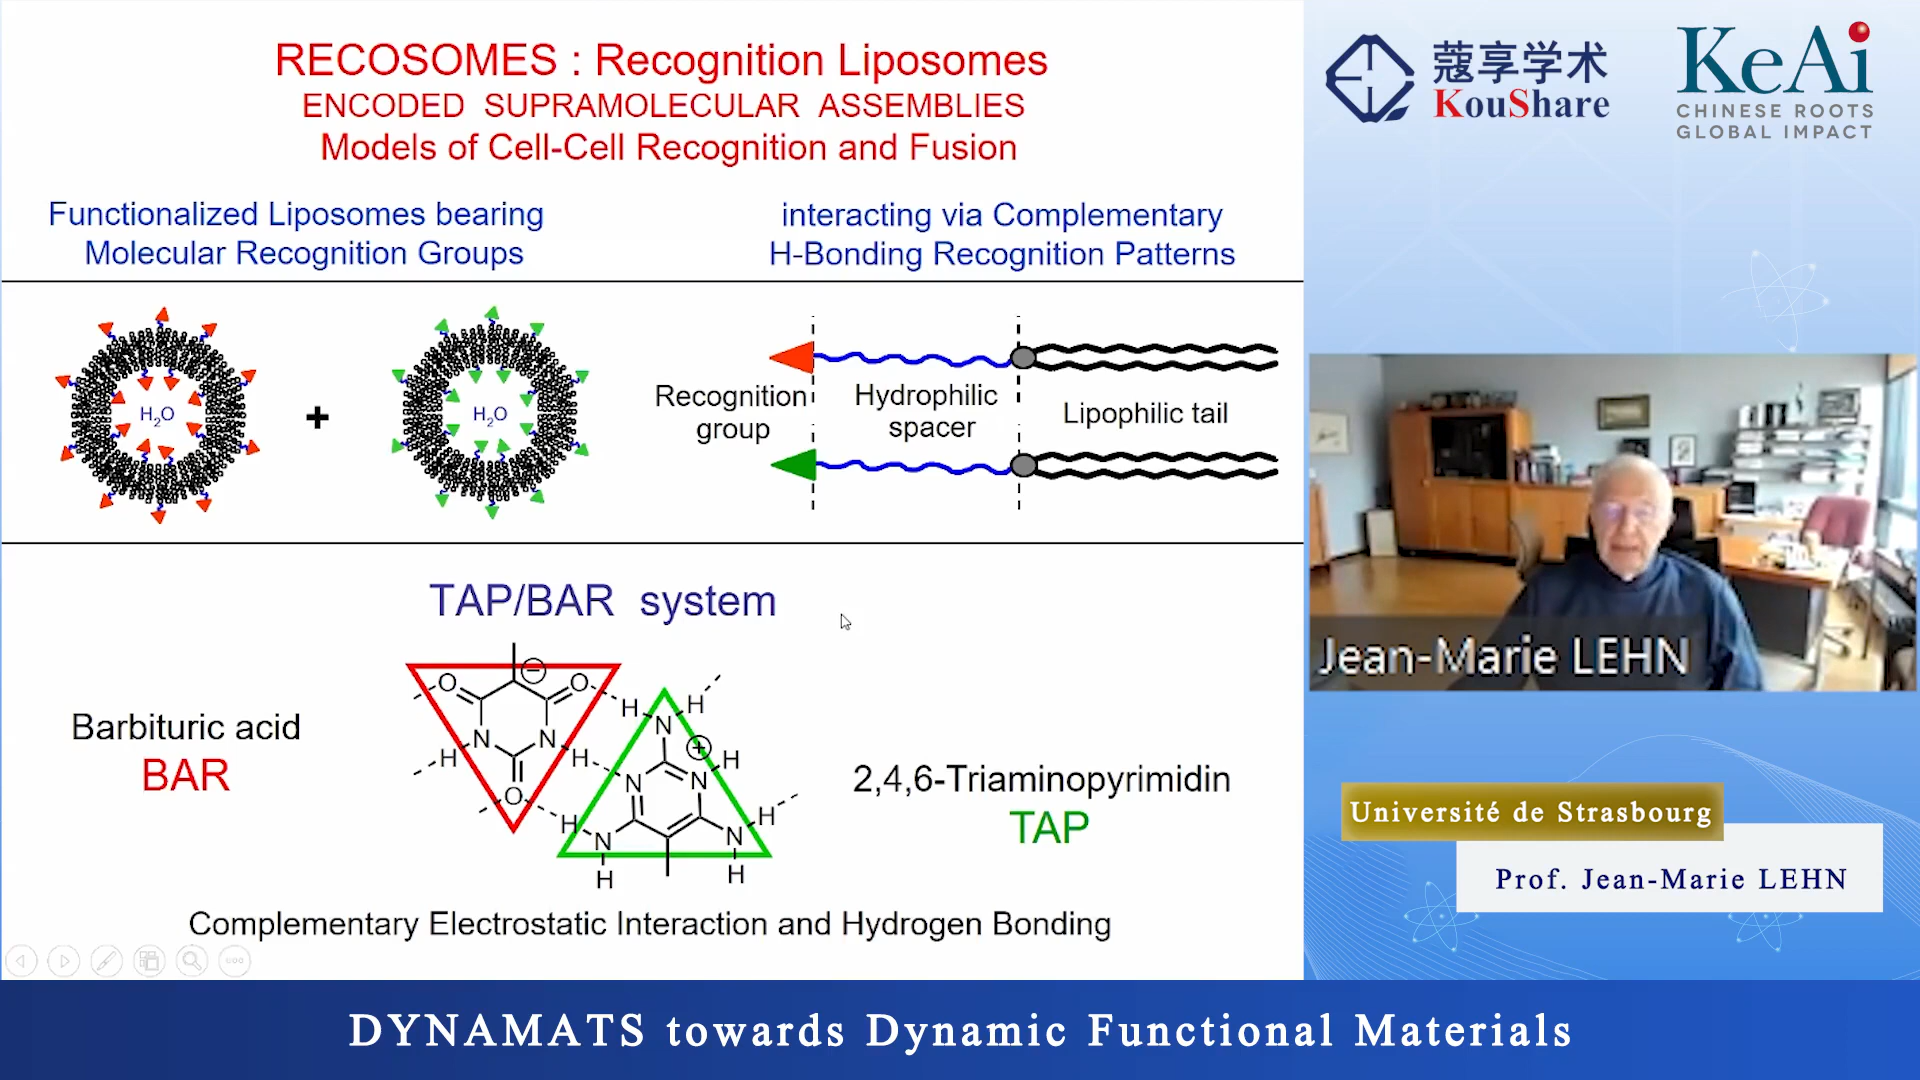 RECOSOMES : Recognition Liposomes
ENCODED SUPRAMOLECULAR ASSEMBLIES
Models of Cell-Cell Recognition and Fusion
Functionalized Liposomes bearing
Molecular Recognition Groups
interacting via Complementary
H-Bonding Recognition Patterns
H2O
+
H2O
Recognition
group
Hydrophilic
spacer
Lipophilic tail
TAP/BAR system
Barbituric acid
BAR
O
−
O
H
N
N
H
O
H
N
H
+
H
N
N
H
N
H
N
H
H
2,4,6-Triaminopyrimidin
TAP
Complementary Electrostatic Interaction and Hydrogen Bonding
蔻享学术
KouShare
KeAi
CHINESE ROOTS
GLOBAL IMPACT
Jean-Marie LEHN
Université de Strasbourg
Prof. Jean-Marie LEHN
DYNAMATS towards Dynamic Functional Materials